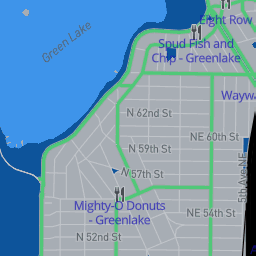 Eight Row
Green Lake
Spud Fish and
Chip - Greenlake
N 62nd St
NE 60th St
N 59th St
N 57th St
5th Ave NE
Mighty-O Donuts
- Greenlake
NE 54th St
N 52nd St